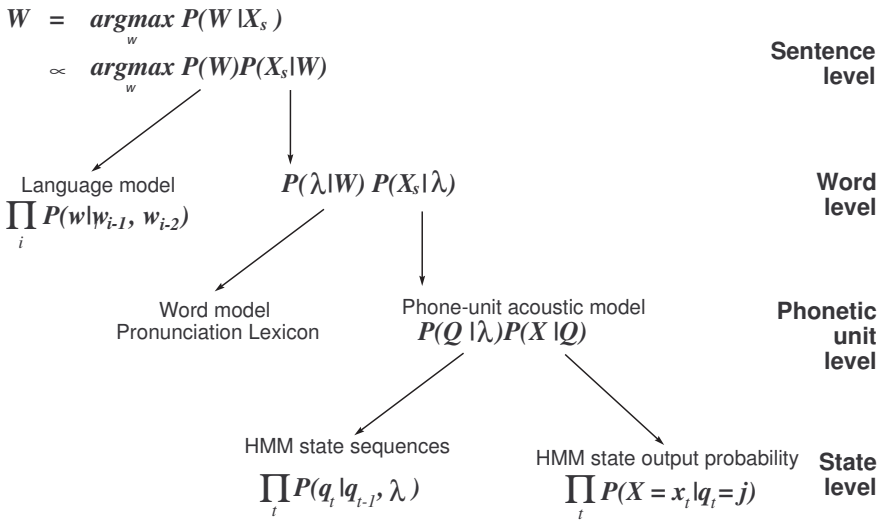 W = argmax P(W |Xs )
w
∝ argmax P(W)P(Xs|W)
w
Sentence
level
Language model
∏ P(w|wi-1, wi-2)
i
P(λ|W) P(Xs|λ)
Word
level
Word model
Pronunciation Lexicon
Phone-unit acoustic model
P(Q |λ)P(X |Q)
Phonetic
unit
level
HMM state sequences
∏ P(qt |qt-1, λ )
t
HMM state output probability
∏ P(X = xt |qt = j)
t
State
level